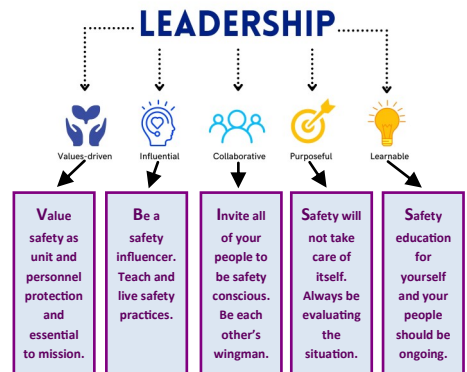 LEADERSHIP
Values-driven
Influential
Collaborative
Purposeful
Learnable
Value
safety as
unit and
personnel
protection
and
essential
to mission.
Be a
safety
influencer.
Teach and
live safety
practices.
Invite all
of your
people to
be safety
conscious.
Be each
other's
wingman.
Safety will
not take
care of
itself.
Always be
evaluating
the
situation.
Safety
education
for
yourself
and your
people
should be
ongoing.